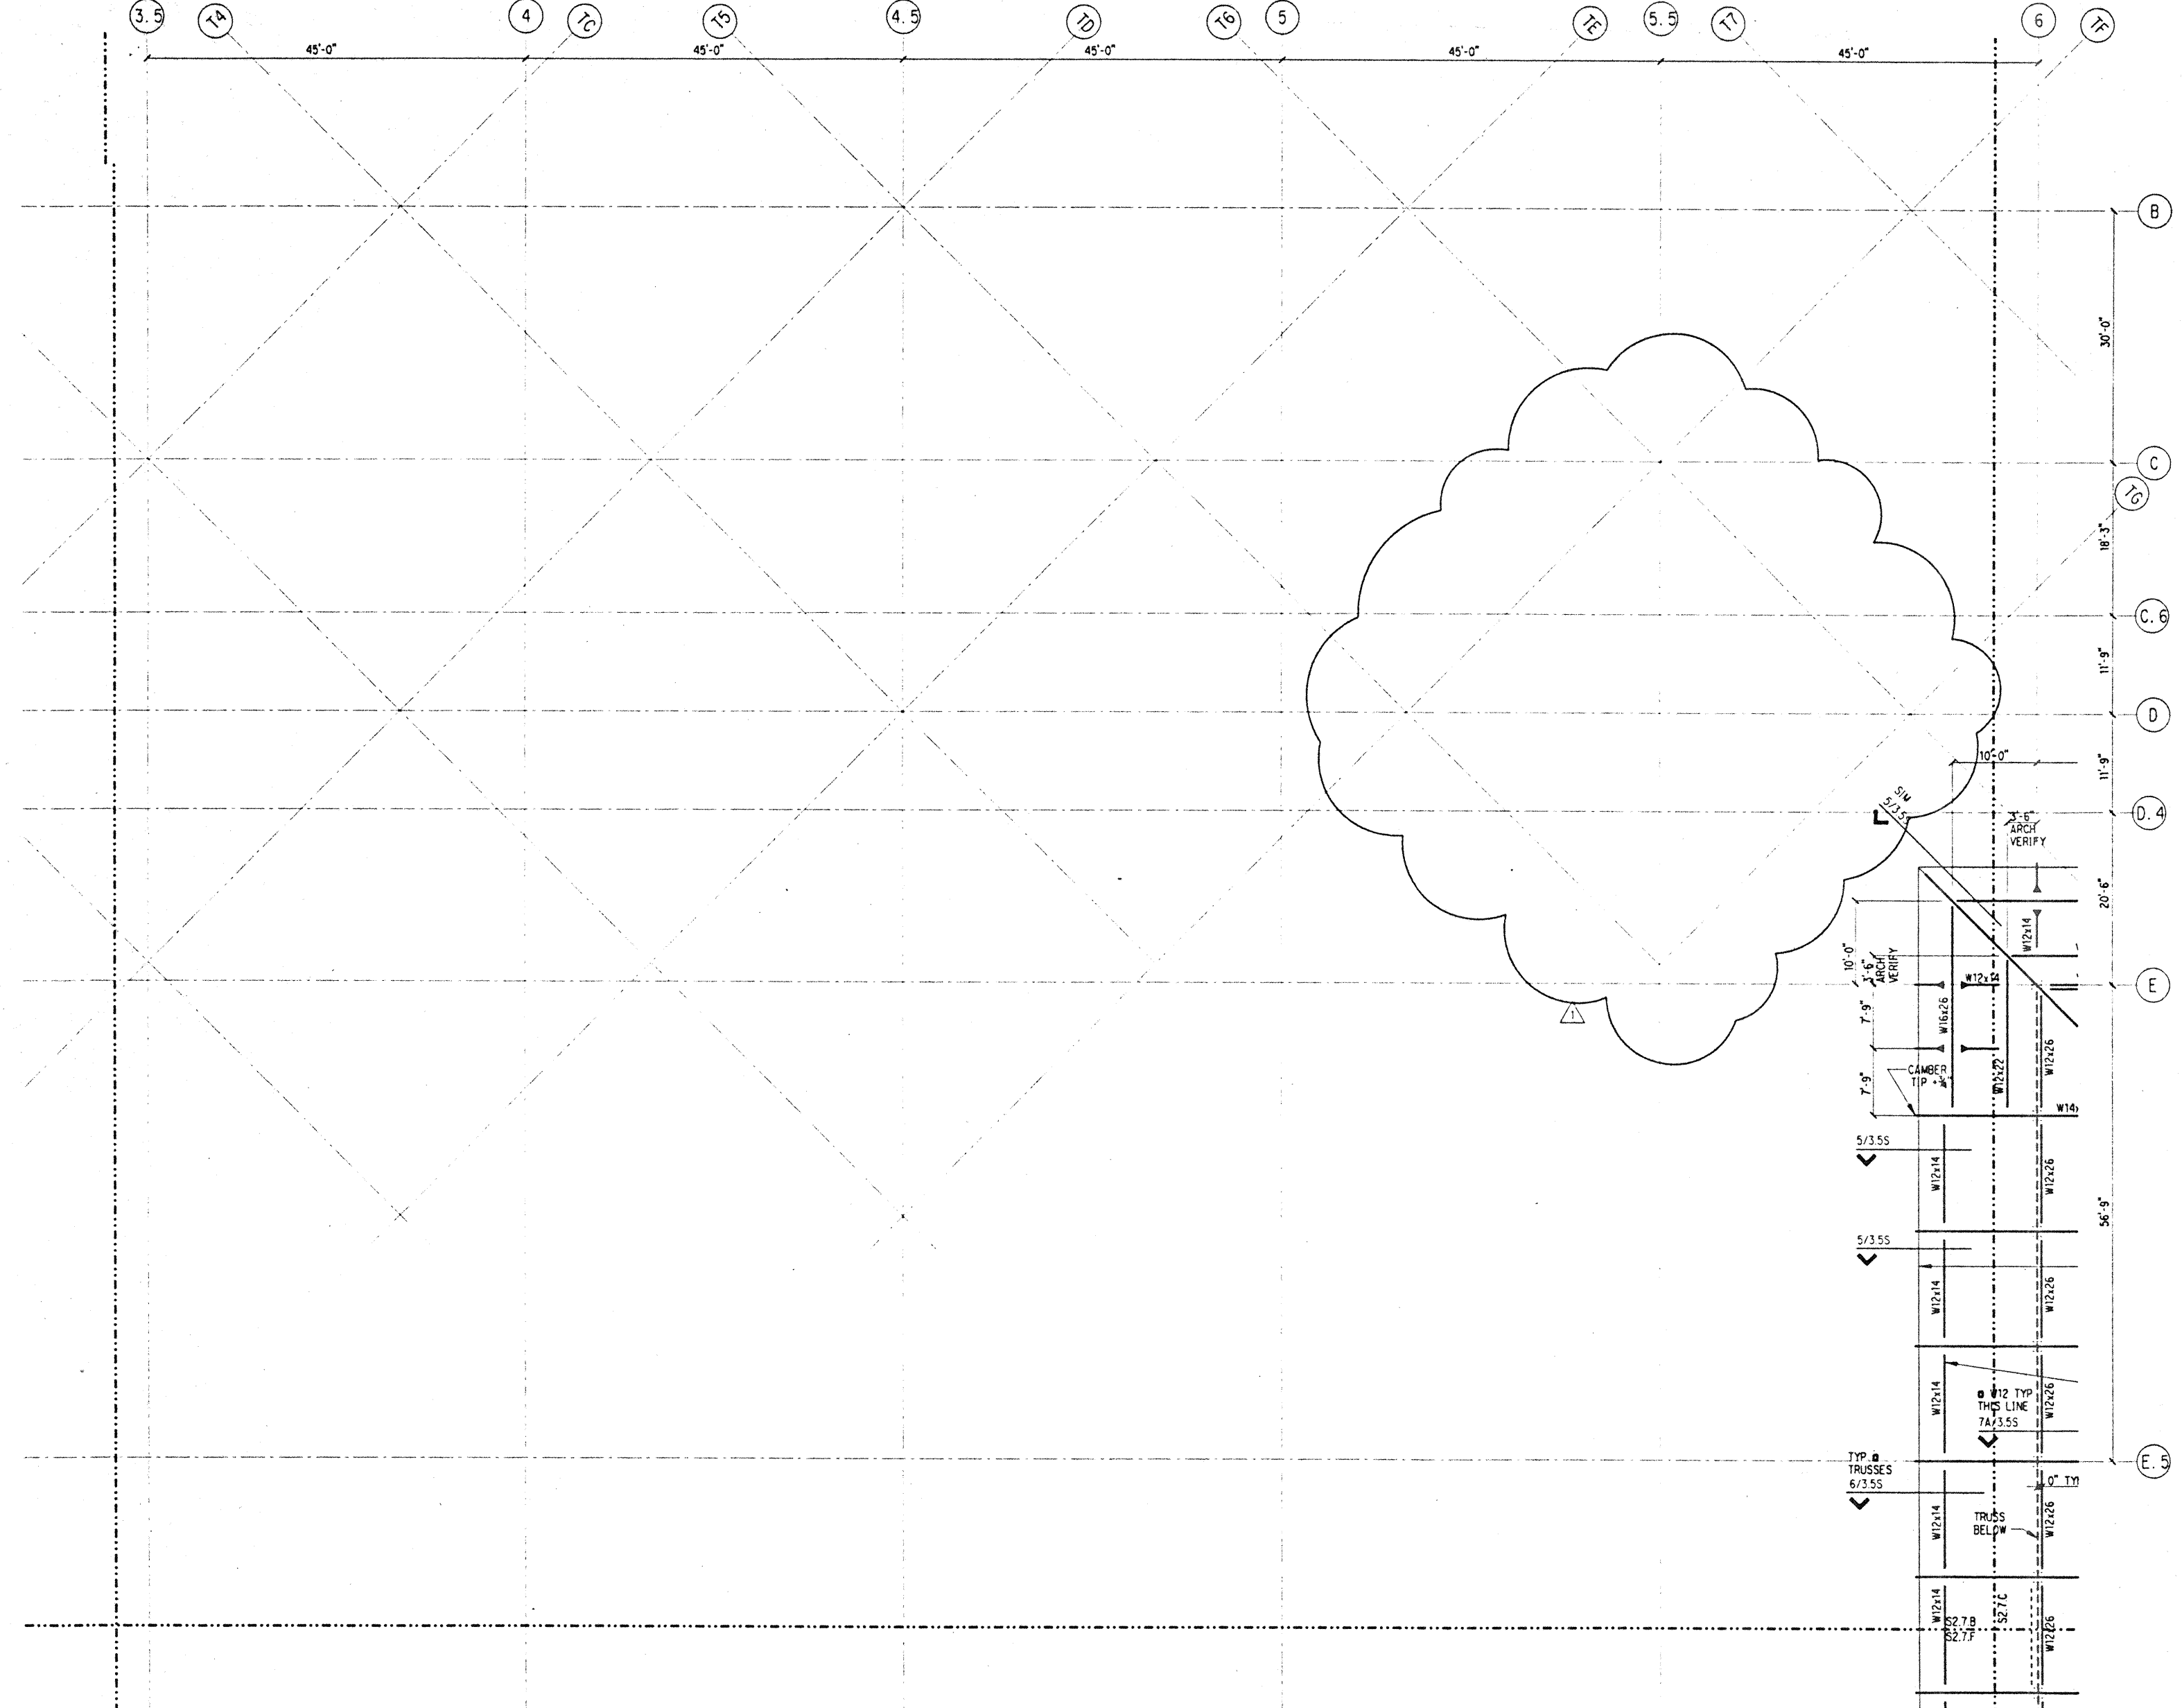 3.5
T4
4
TC
T5
4.5
TD
T6
5
TE
5.5
T7
6
TF
45'-0"
45'-0"
45'-0"
45'-0"
45'-0"
B
30'-0"
C
TG
18'-3"
C.6
11'-9"
D
10'-0"
11'-9"
SIM
5/3.5S
D.4
3'-6"
ARCH
VERIFY
20'-6"
W12x14
10'-0"
3'-6"
ARCH
VERIFY
W12x14
E
1
7'-9"
W16x26
W12x26
7'-9"
CAMBER
TIP
W12x22
W14
5/3.5S
W12x14
W12x26
56'-9"
5/3.5S
W12x14
W12x26
W12x14
W12 TYP
THIS LINE
7A/3.5S
W12x26
TYP
TRUSSES
6/3.5S
E.5
0" TY
W12x14
TRUSS
BELOW
W12x26
W12x14
S2.7.B
S2.7.F
S2.7.C
W12x26